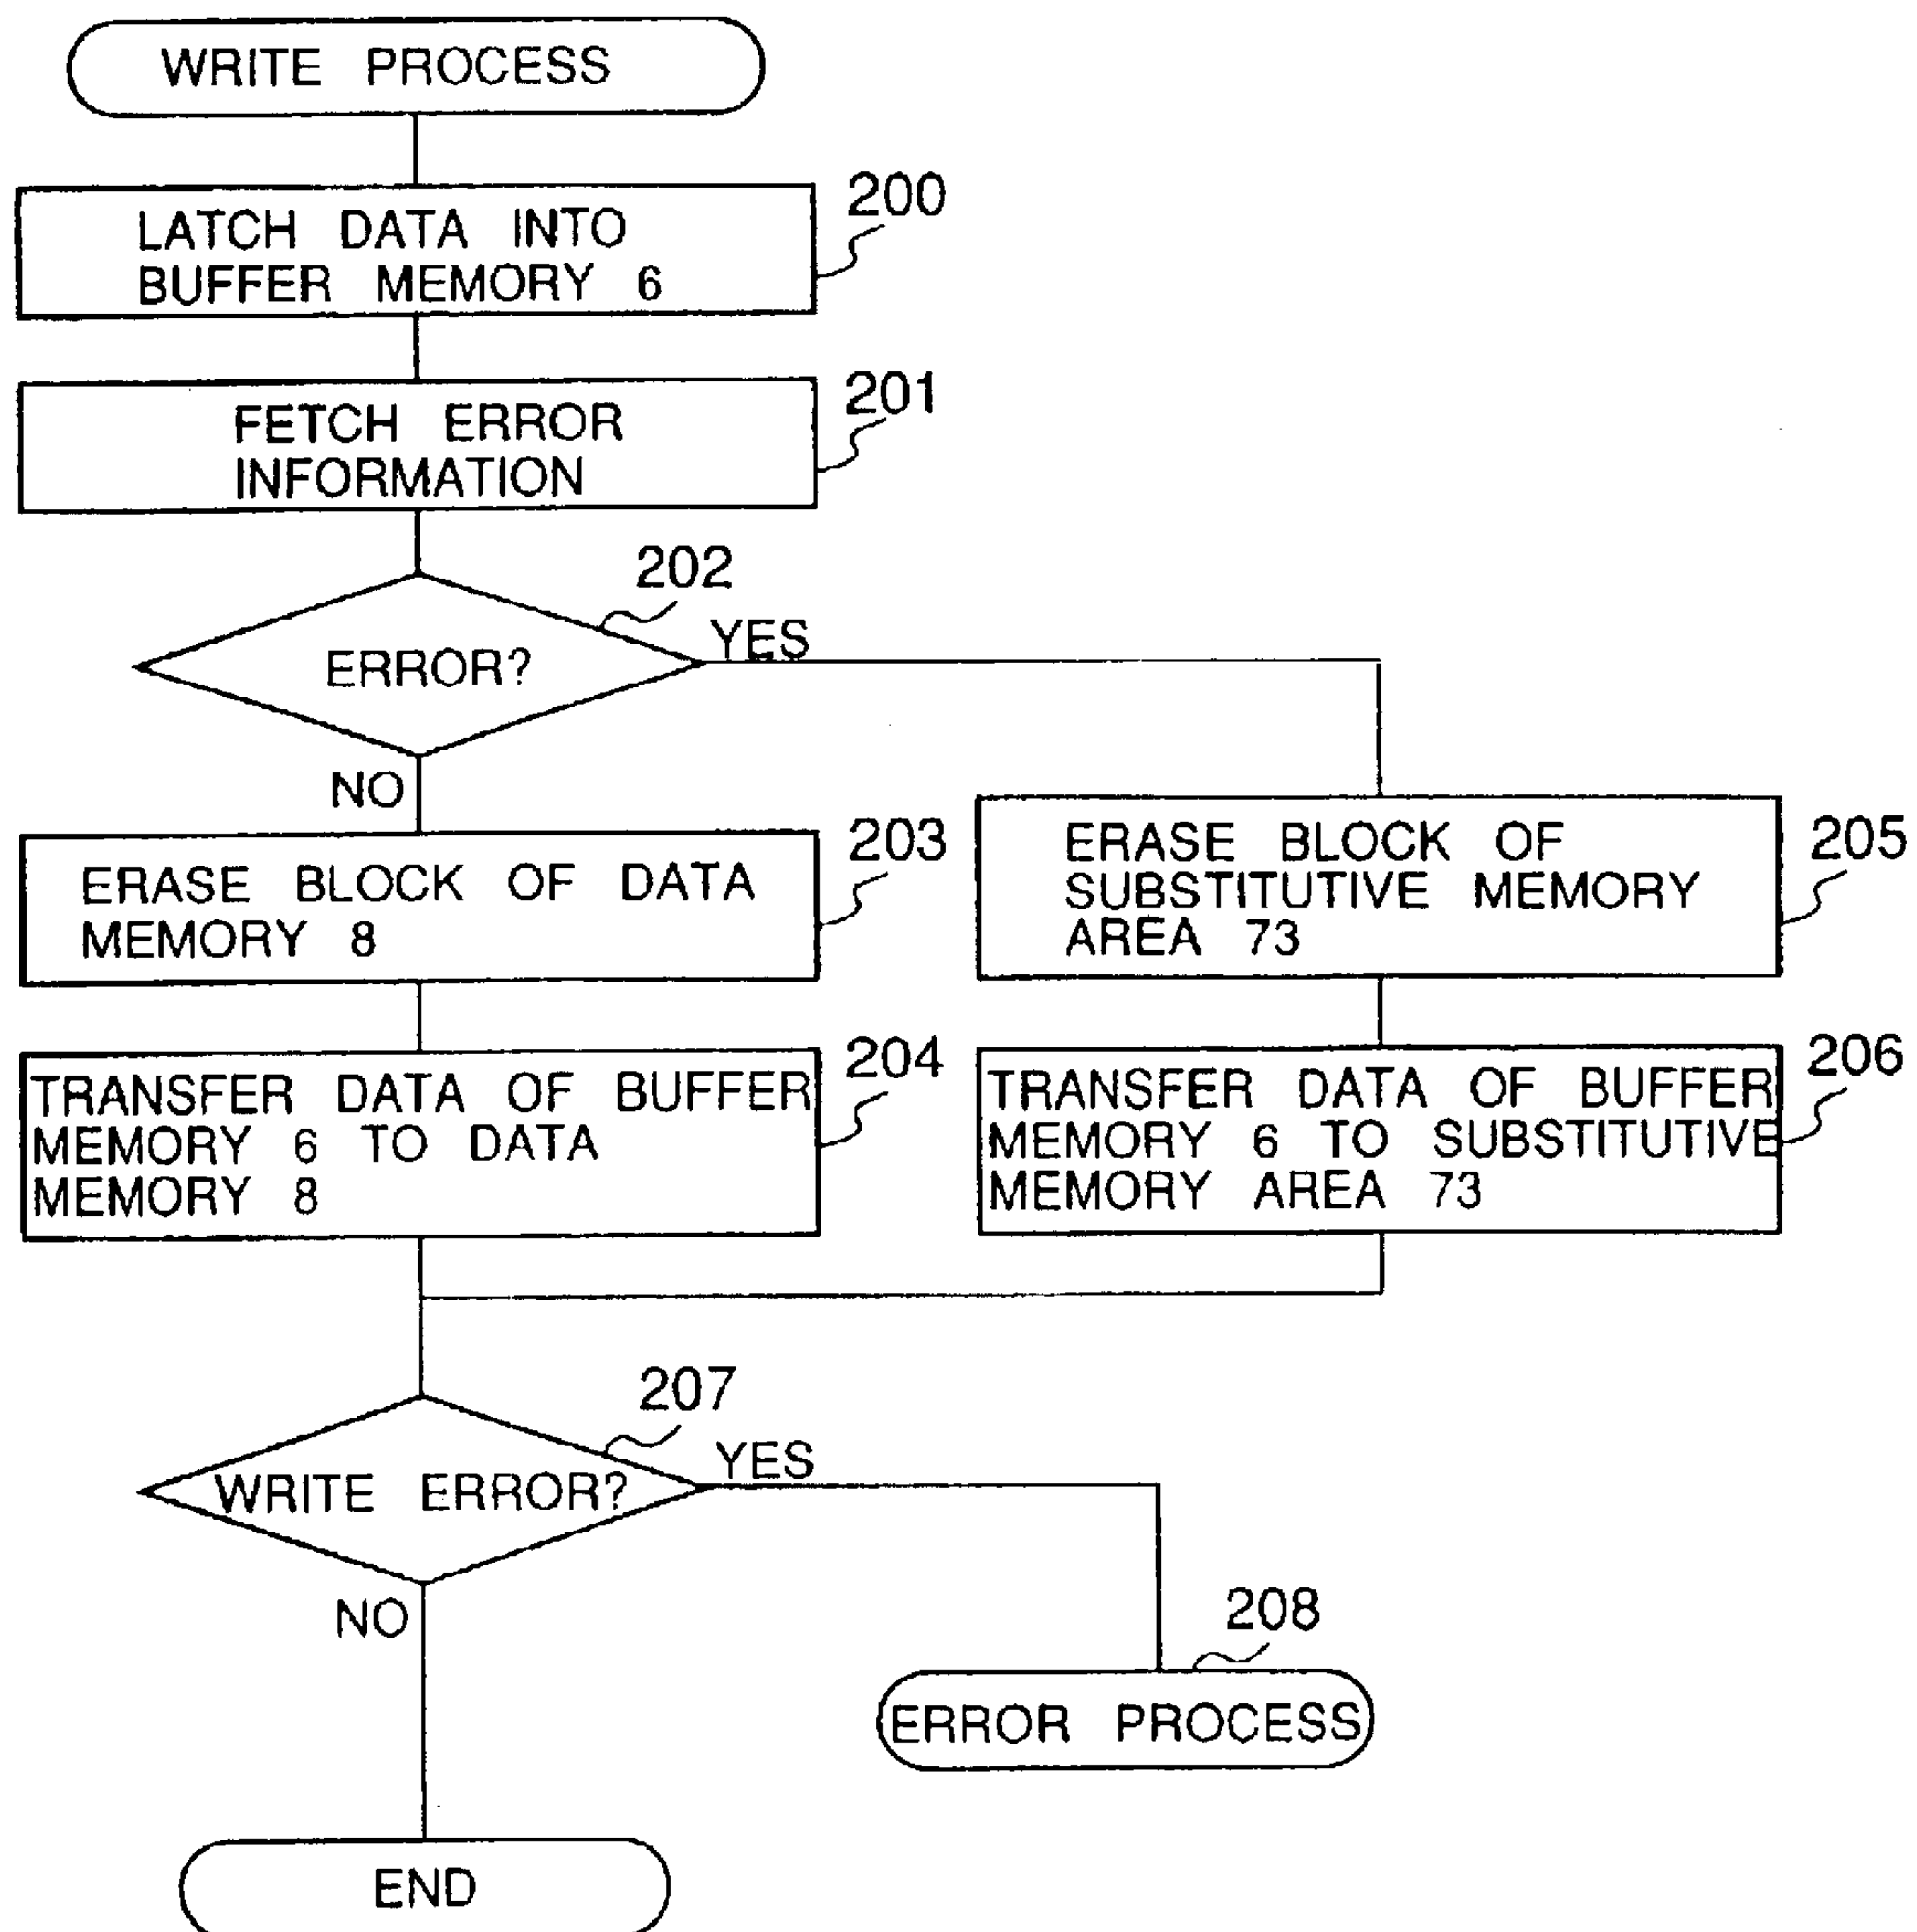 WRITE PROCESS
200
LATCH DATA INTO
BUFFER MEMORY 6
201
FETCH ERROR
INFORMATION
202
YES
ERROR?
NO
203
ERASE BLOCK OF DATA
MEMORY 8
205
ERASE BLOCK OF
SUBSTITUTIVE MEMORY
AREA 73
204
TRANSFER DATA OF BUFFER
MEMORY 6 TO DATA
MEMORY 8
206
TRANSFER DATA OF BUFFER
MEMORY 6 TO SUBSTITUTIVE
MEMORY AREA 73
207
YES
WRITE ERROR?
NO
208
ERROR PROCESS
END